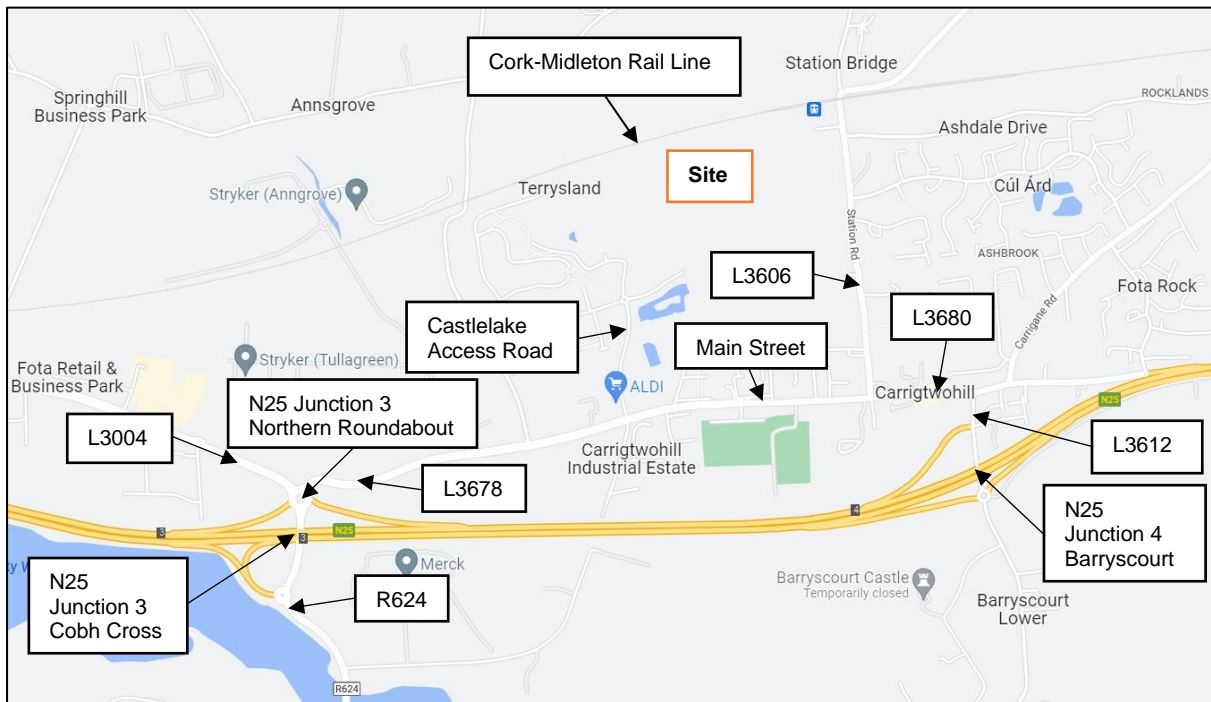 Cork-Midleton Rail Line
Station Bridge
Springhill
Business Park
Annsgrove
ROCKLANDS
Ashdale Drive
Site
Stryker (Anngrove)
Terrysland
Cúl Árd
Station Rd
ASHBROOK
L3606
Fota Rock
Castlelake
Access Road
L3680
Carrigane Rd
Main Street
Stryker (Tullagreen)
Fota Retail &
Business Park
ALDI
Carrigtwohill
N25
N25 Junction 3
Northern Roundabout
L3004
Carrigtwohill
Industrial Estate
L3612
L3678
N25
Junction 4
Barryscourt
4
3
N25
3
Merck
Barryscourt Castle
Temporarily closed
N25
Junction 3
Cobh Cross
R624
Barryscourt
Lower
R624